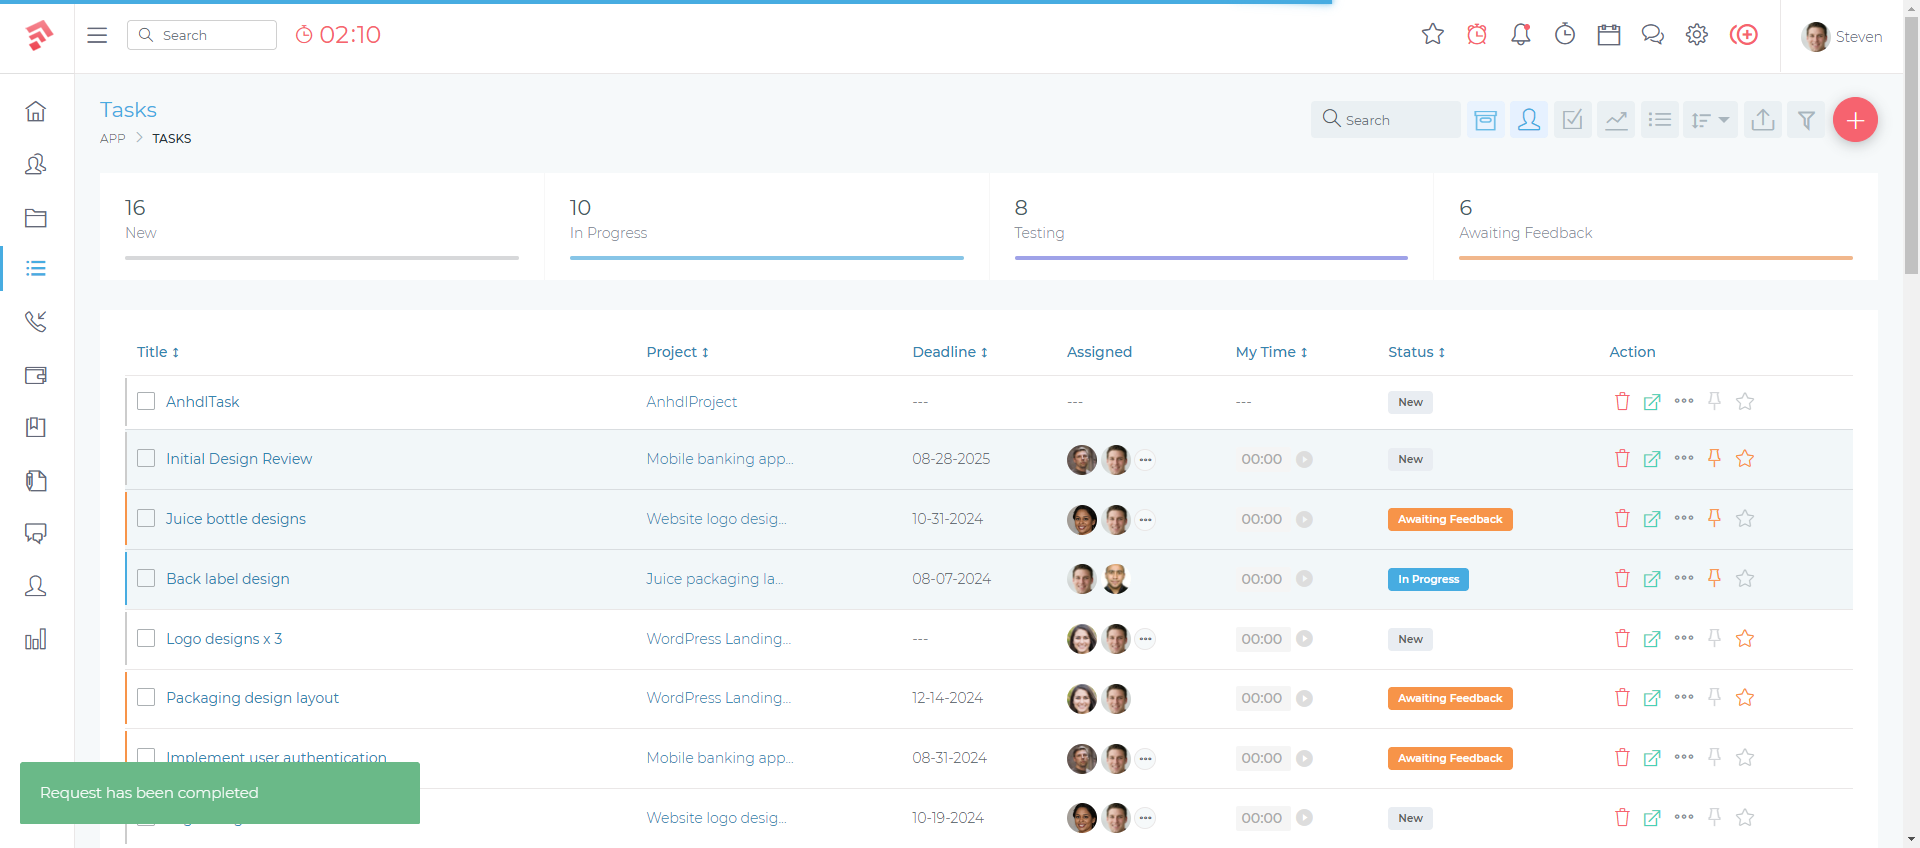 Search
02:10
Steven
Tasks
APP > TASKS
Search
16
New
10
In Progress
8
Testing
6
Awaiting Feedback
Title Project Deadline Assigned My Time Status Action
AnhdlTask AnhdlProject --- --- --- New
Initial Design Review Mobile banking app... 08-28-2025 00:00 New
Juice bottle designs Website logo desig... 10-31-2024 00:00 Awaiting Feedback
Back label design Juice packaging la... 08-07-2024 00:00 In Progress
Logo designs x 3 WordPress Landing... --- 00:00 New
Packaging design layout WordPress Landing... 12-14-2024 00:00 Awaiting Feedback
Implement user authentication Mobile banking app... 08-31-2024 00:00 Awaiting Feedback
Website logo desig... 10-19-2024 00:00 New
Request has been completed